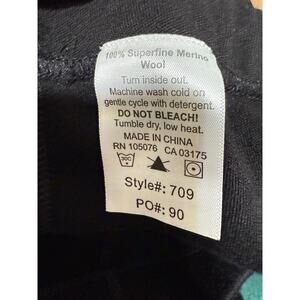 100% Superfine Merino
Wool
Turn inside out.
Machine wash cold on
gentle cycle with detergent.
DO NOT BLEACH!
Tumble dry, low heat.
MADE IN CHINA
RN 105076 CA 03175
Style#: 709
PO#: 90